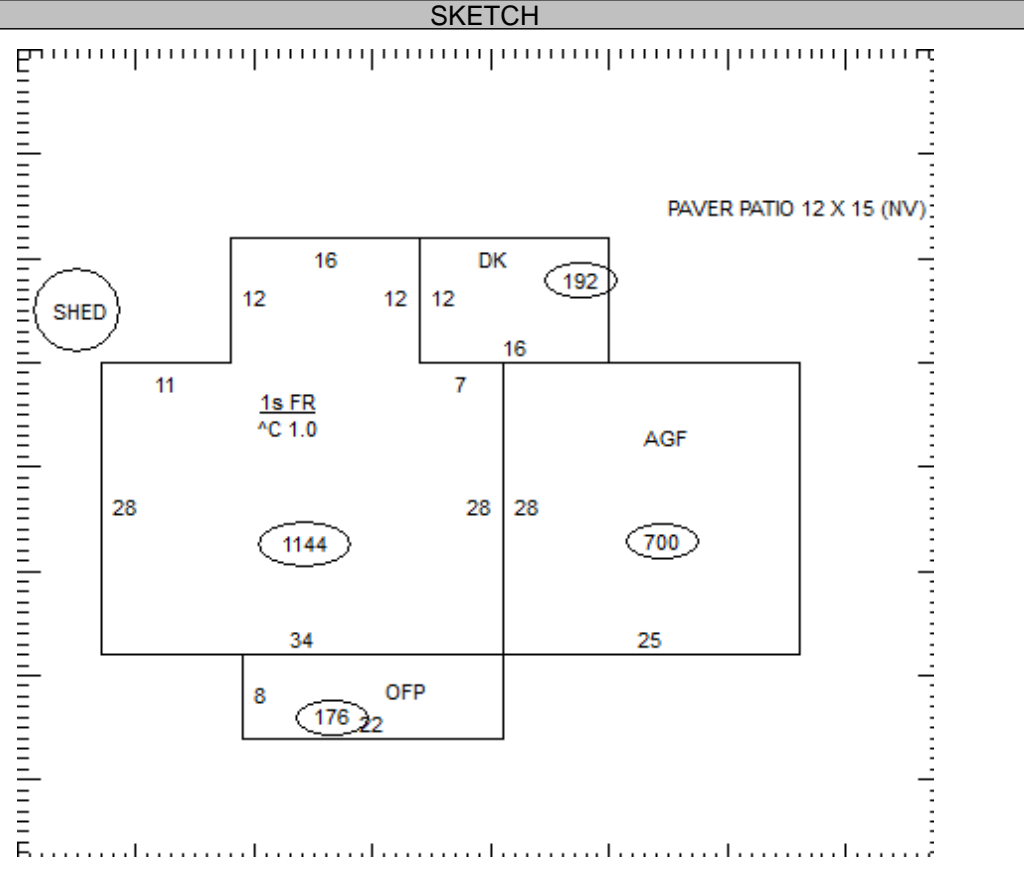 SKETCH
PAVER PATIO 12 X 15 (NV)
16
DK
192
12
12
12
SHED
16
11
7
1s FR
^C 1.0
AGF
28
28
28
1144
700
34
25
8
OFP
176
22